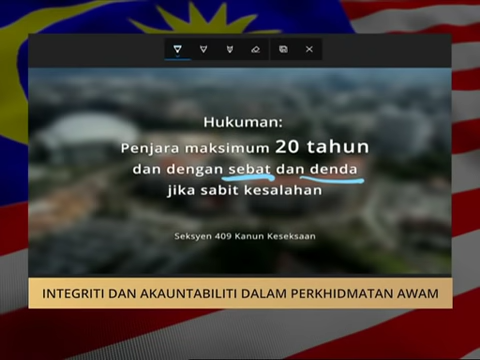 Hukuman:
Penjara maksimum 20 tahun
dan dengan sebat dan denda
jika sabit kesalahan
Seksyen 409 Kanun Keseksaan
INTEGRITI DAN AKAUNTABILITI DALAM PERKHIDMATAN AWAM